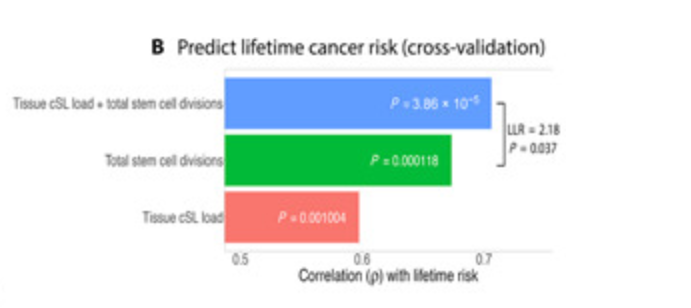 B Predict lifetime cancer risk (cross-validation)
Tissue cSL load + total stem cell divisions
P = 3.86 × 10⁻⁵
LLR = 2.18
P = 0.037
Total stem cell divisions
P = 0.000118
Tissue cSL load
P = 0.001004
0.5 0.6 0.7
Correlation (ρ) with lifetime risk